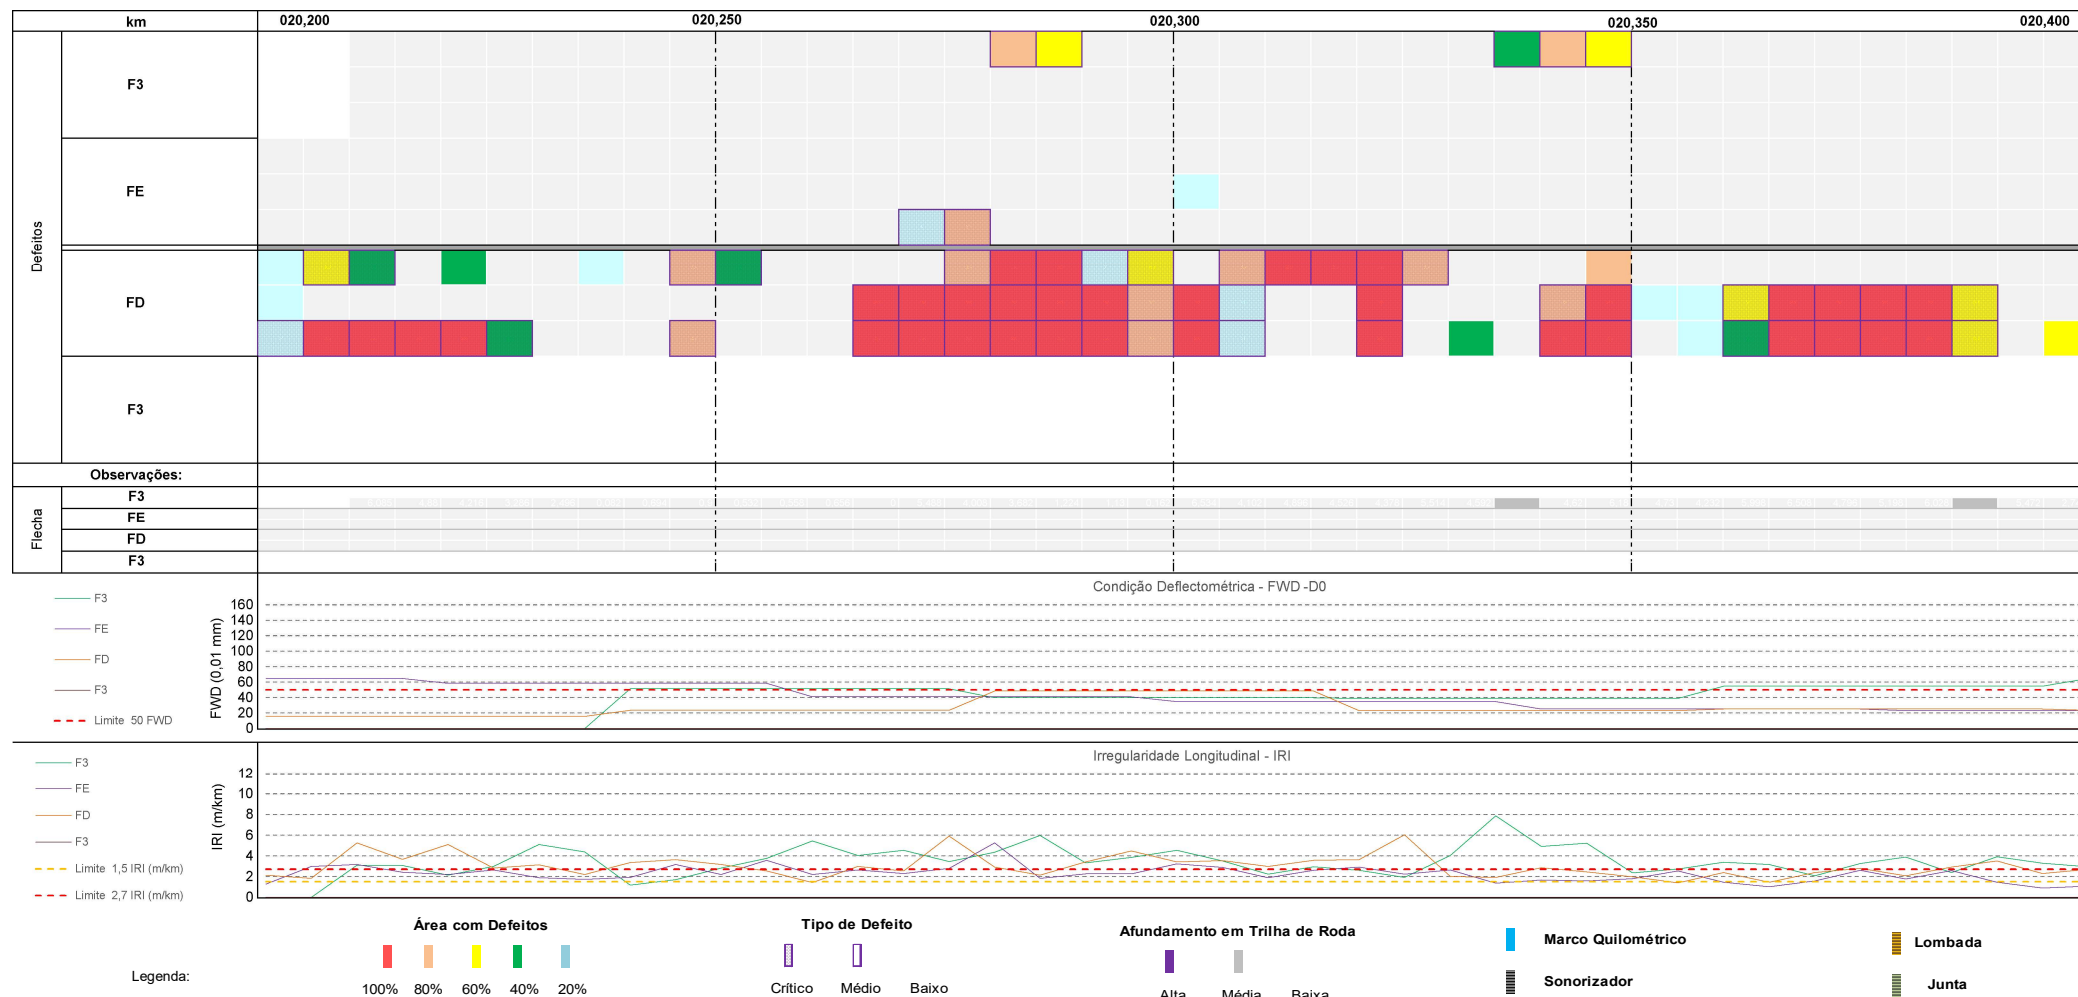 km 020,200 020,250 020,300 020,350 020,400
Defeitos
F3
FE
FD
F3
Observações:
Flecha
F3
FE
FD
F3
Condição Deflectométrica - FWD -D0
F3
FE
FD
F3
Limite 50 FWD
FWD (0,01 mm)
160
140
120
100
80
60
40
20
0
Irregularidade Longitudinal - IRI
F3
FE
FD
F3
Limite 1,5 IRI (m/km)
Limite 2,7 IRI (m/km)
IRI (m/km)
12
10
8
6
4
2
0
Legenda:
Área com Defeitos
100% 80% 60% 40% 20%
Tipo de Defeito
Crítico Médio Baixo
Afundamento em Trilha de Roda
Alta Média Baixa
Marco Quilométrico
Sonorizador
Lombada
Junta